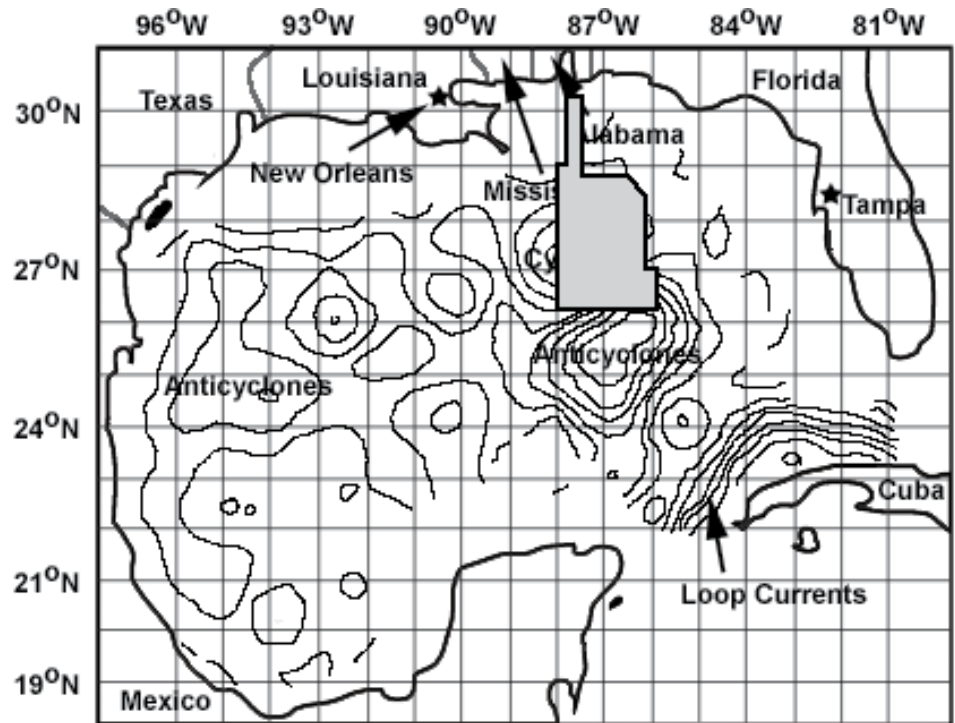 96°W 93°W 90°W 87°W 84°W 81°W
Louisiana
Florida
Texas
30°N
New Orleans
Tampa
27°N
Anticyclones
Anticyclones
24°N
Cuba
21°N
Loop Currents
19°N
Mexico